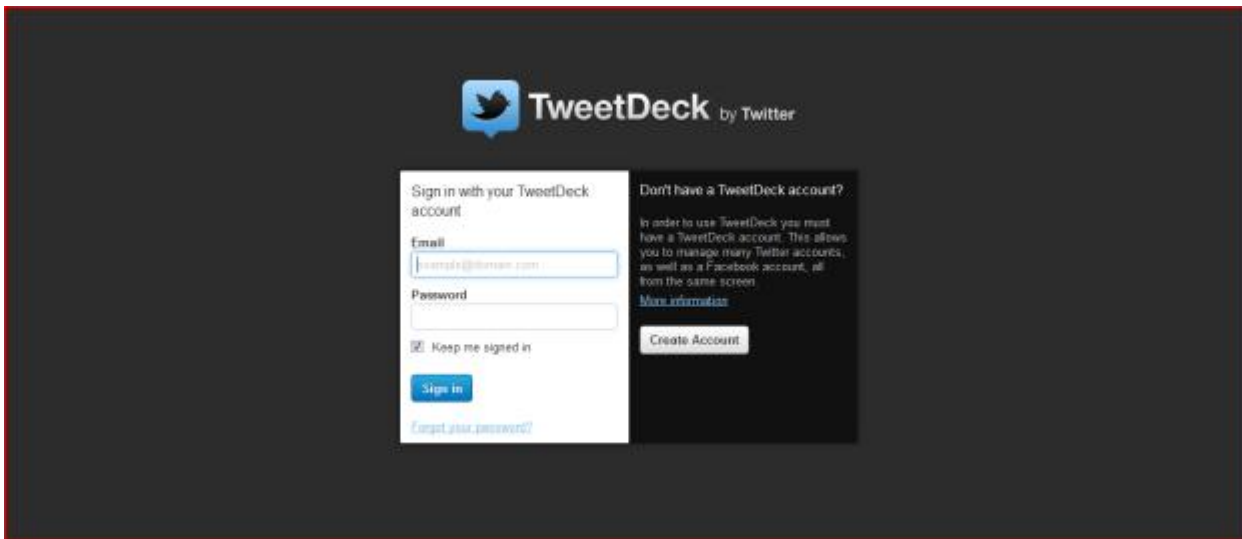 TweetDeck by Twitter
Sign in with your TweetDeck
account
Email
example@domain.com
Password
Keep me signed in
Sign in
Forgot your password?
Don't have a TweetDeck account?
In order to use TweetDeck you must
have a TweetDeck account. This allows
you to manage many Twitter accounts,
as well as a Facebook account, all
from the same screen.
More information
Create Account